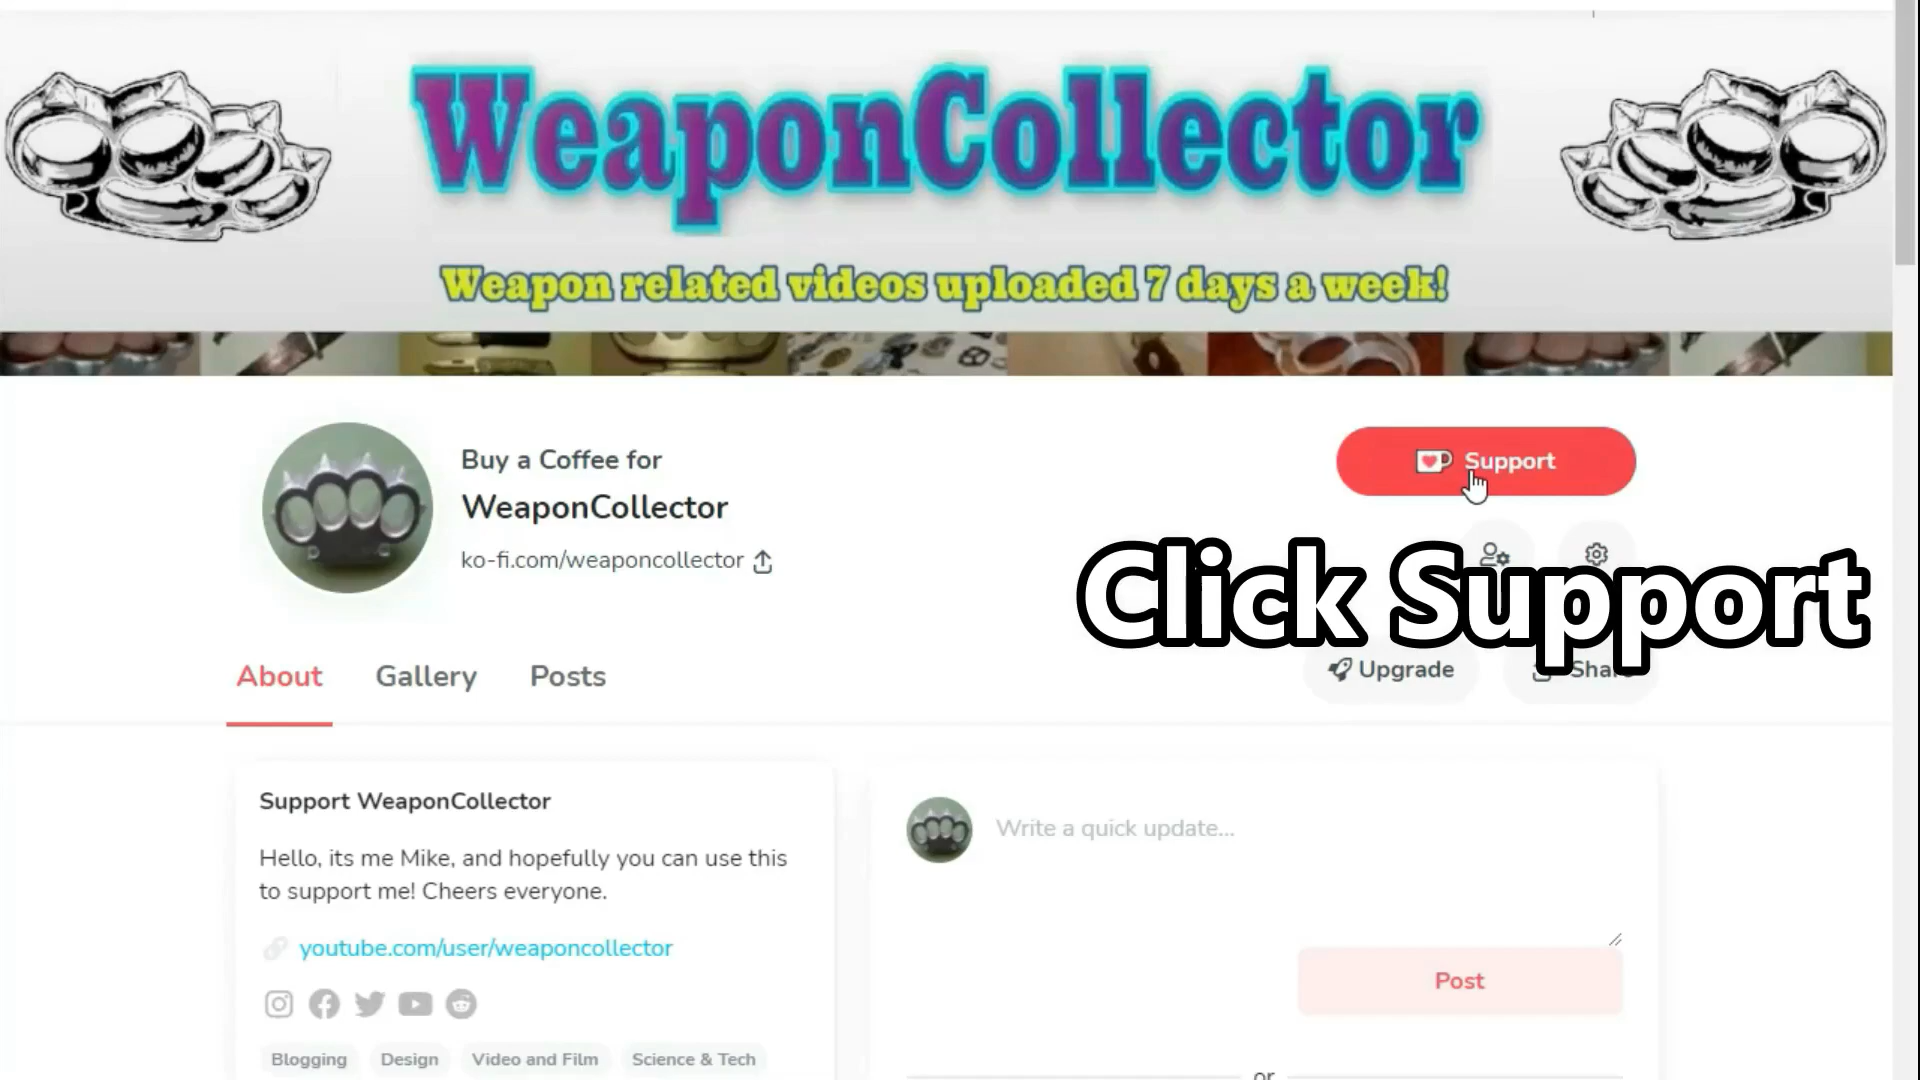 WeaponCollector
Weapon related videos uploaded 7 days a week!
Buy a Coffee for
WeaponCollector
ko-fi.com/weaponcollector
Support
Click Support
About
Gallery
Posts
Upgrade
Share
Support WeaponCollector
Hello, its me Mike, and hopefully you can use this
to support me! Cheers everyone.
youtube.com/user/weaponcollector
Blogging
Design
Video and Film
Science & Tech
Write a quick update...
Post
or